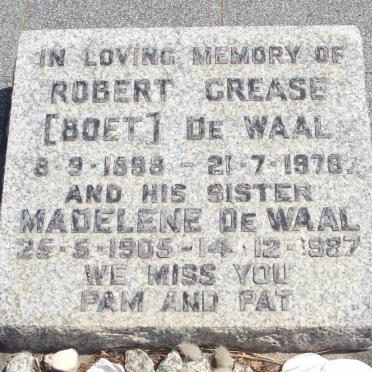 IN LOVING MEMORY OF
ROBERT GREASE
[BOET] DE WAAL
8-9-1898 - 21-7-1976.
AND HIS SISTER
MADELENE DE WAAL
25-5-1905-14-12-1987
WE MISS YOU
PAM AND PAT